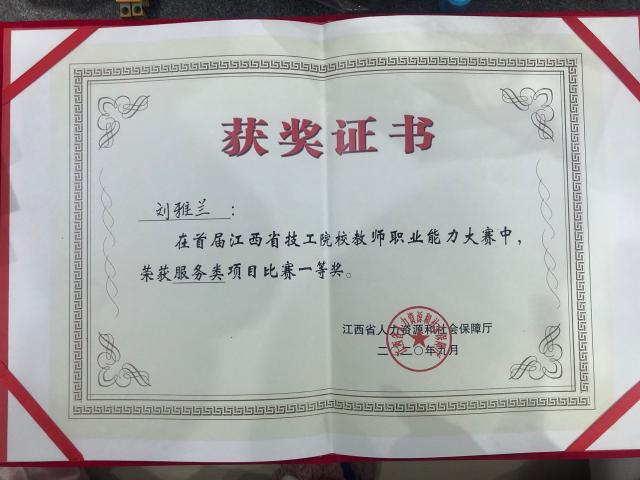 获奖证书
刘雅兰：
在首届江西省技工院校教师职业能力大赛中，
荣获服务类项目比赛一等奖。
江西省人力资源和社会保障厅
二〇二〇年九月